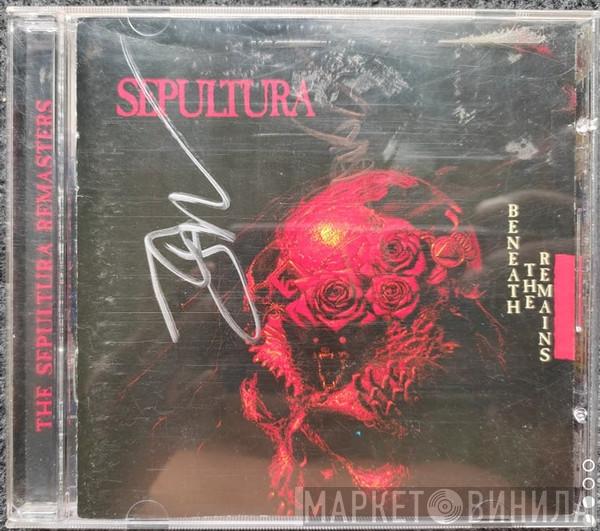 THE SEPULTURA REMASTERS
SEPULTURA
BENEATH
THE
REMAINS
МАРКЕТ ВИНИЛА